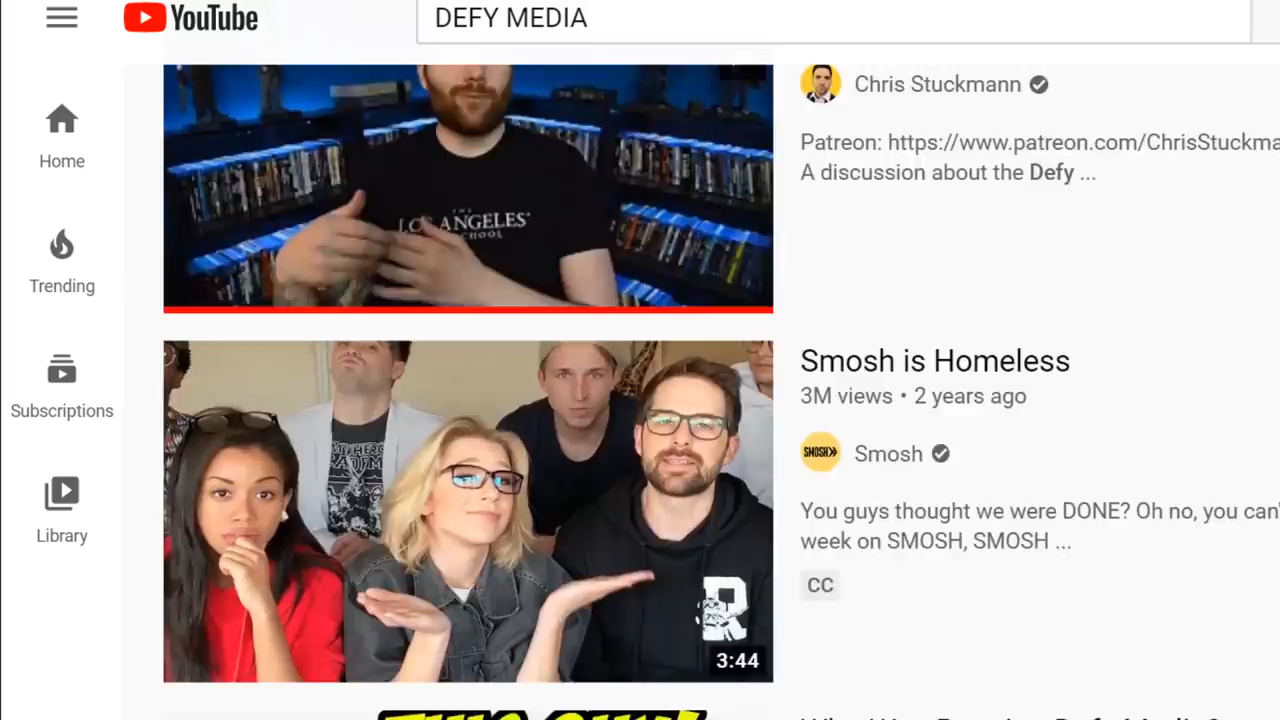 YouTube
DEFY MEDIA
Home
Trending
Subscriptions
Library
LOS ANGELES
SCHOOL
Chris Stuckmann
Patreon: https://www.patreon.com/ChrisStuckma
A discussion about the Defy ...
3:44
Smosh is Homeless
3M views • 2 years ago
SMOSH
Smosh
You guys thought we were DONE? Oh no, you can'
week on SMOSH, SMOSH ...
CC